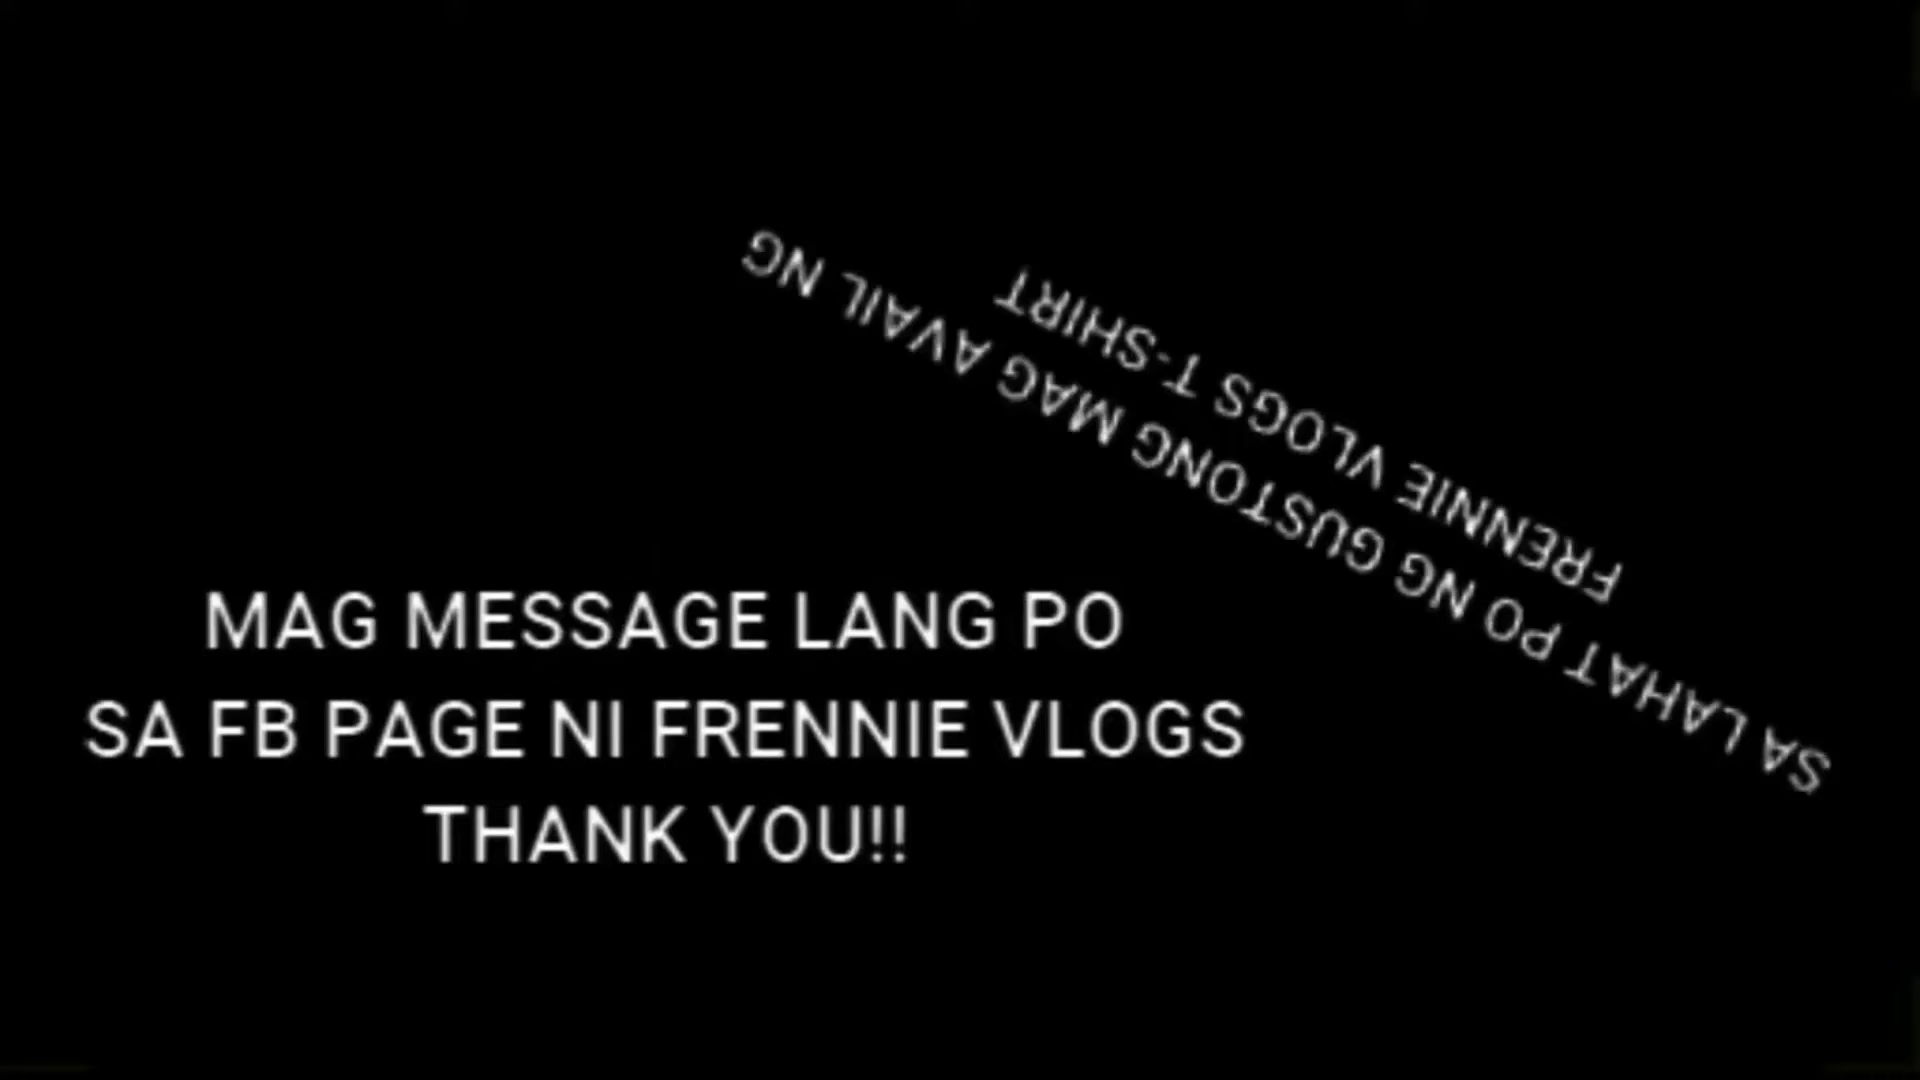 SA LAHAT PO NG GUSTONG MAG AVAIL NG
FRENNIE VLOGS T-SHIRT
MAG MESSAGE LANG PO
SA FB PAGE NI FRENNIE VLOGS
THANK YOU!!